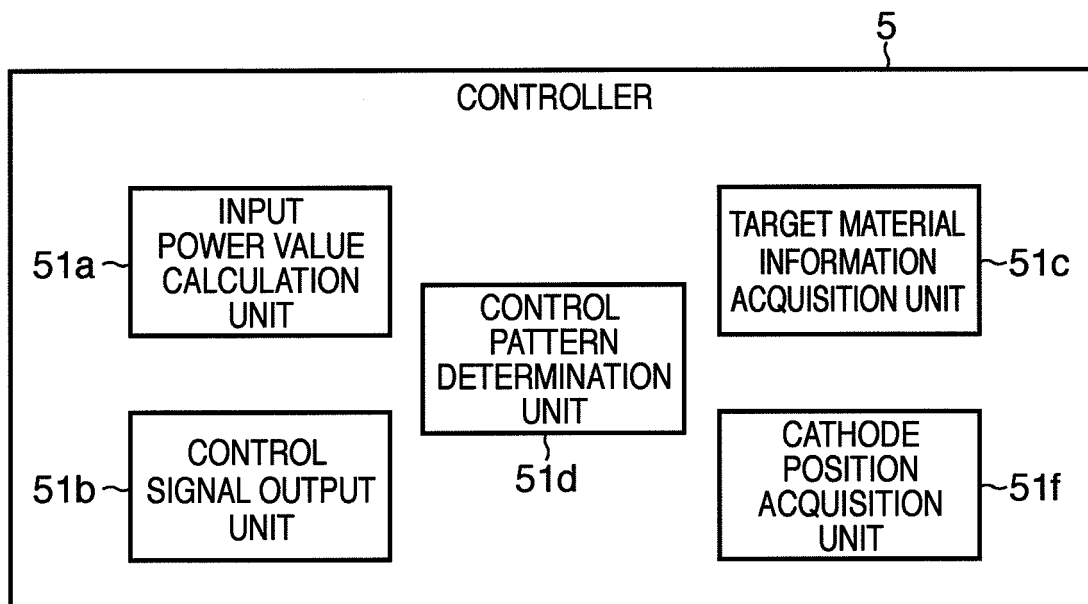 5
CONTROLLER
INPUT
POWER VALUE
CALCULATION
UNIT
51a
TARGET MATERIAL
INFORMATION
ACQUISITION UNIT
51c
CONTROL
PATTERN
DETERMINATION
UNIT
51d
CONTROL
SIGNAL OUTPUT
UNIT
51b
CATHODE
POSITION
ACQUISITION
UNIT
51f